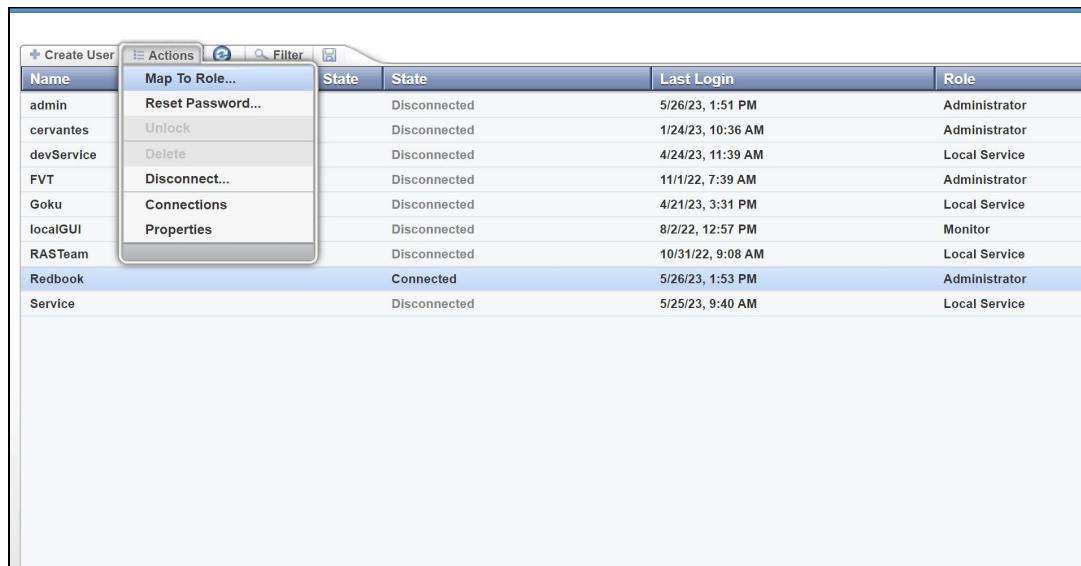 Create User Actions Filter
Name State State Last Login Role
Map To Role...
Reset Password...
Unlock
Delete
Disconnect...
Connections
Properties
admin Disconnected 5/26/23, 1:51 PM Administrator
cervantes Disconnected 1/24/23, 10:36 AM Administrator
devService Disconnected 4/24/23, 11:39 AM Local Service
FVT Disconnected 11/1/22, 7:39 AM Administrator
Goku Disconnected 4/21/23, 3:31 PM Local Service
localGUI Disconnected 8/2/22, 12:57 PM Monitor
RASTeam Disconnected 10/31/22, 9:08 AM Local Service
Redbook Connected 5/26/23, 1:53 PM Administrator
Service Disconnected 5/25/23, 9:40 AM Local Service